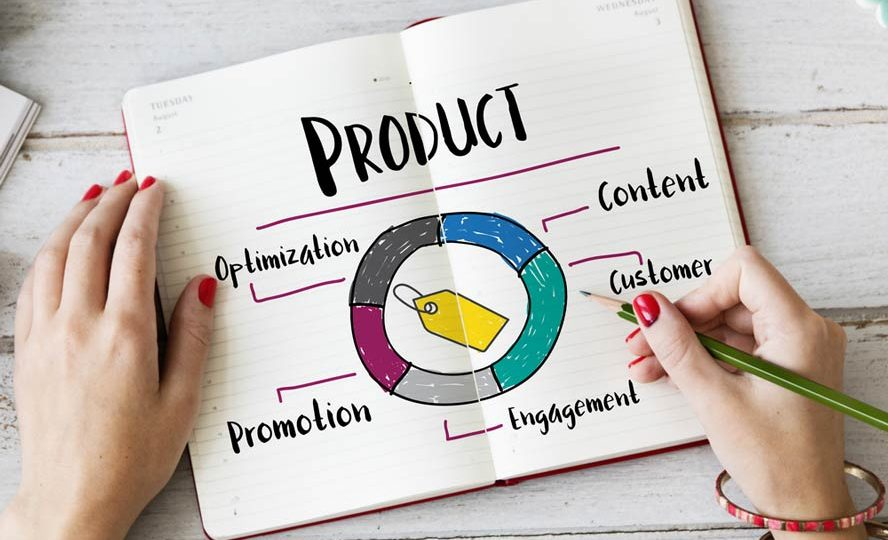 TUESDAY
August
2
WEDNESDAY
August
3
PRODUCT
Optimization
Content
Customer
Promotion
Engagement